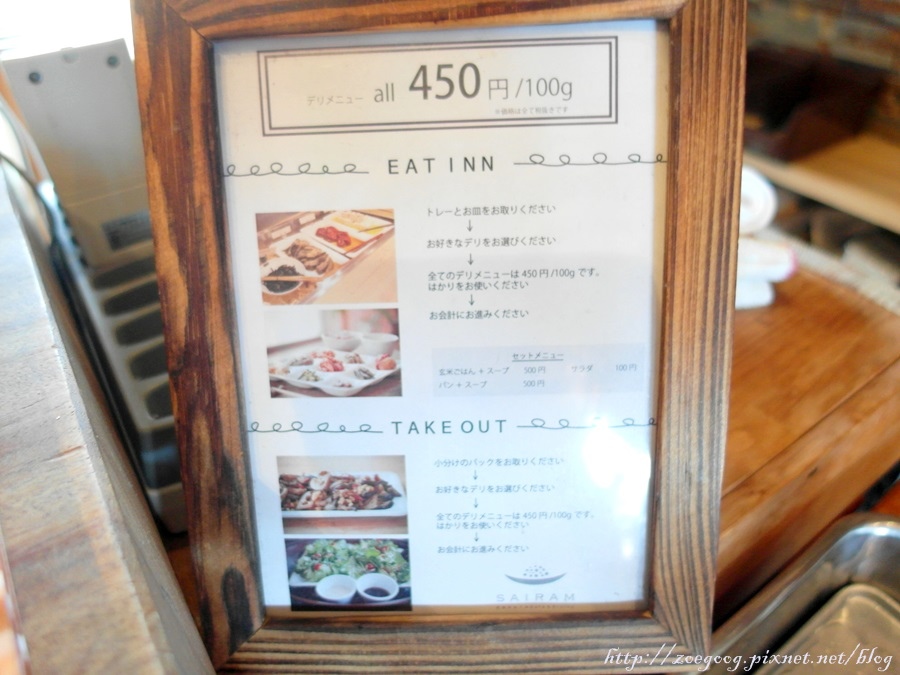 デリメニュー all 450円/100g
※価格は全て税抜きです
EAT INN
トレーとお皿をお取りください
↓
お好きなデリをお選びください
↓
全てのデリメニューは 450円/100g です。
はかりをお使いください
↓
お会計にお進みください
セットメニュー
玄米ごはん + スープ 500円 サラダ 100円
パン + スープ 500円
TAKE OUT
小分けのパックをお取りください
↓
お好きなデリをお選びください
↓
全てのデリメニューは 450円/100g です。
はかりをお使いください
↓
お会計にお進みください
SAIRAM
http://zoegoog.pixnet.net/blog